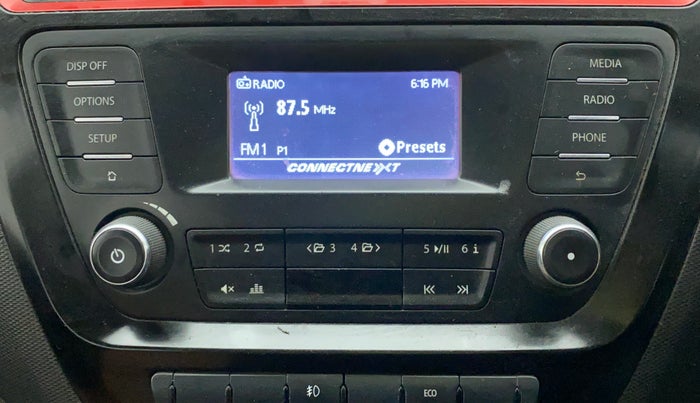 DISP OFF
OPTIONS
SETUP
RADIO 6:16 PM
87.5 MHz
FM1 P1 Presets
CONNECTNEXT
MEDIA
RADIO
PHONE
1 2 3 4 5 6 i
ECO